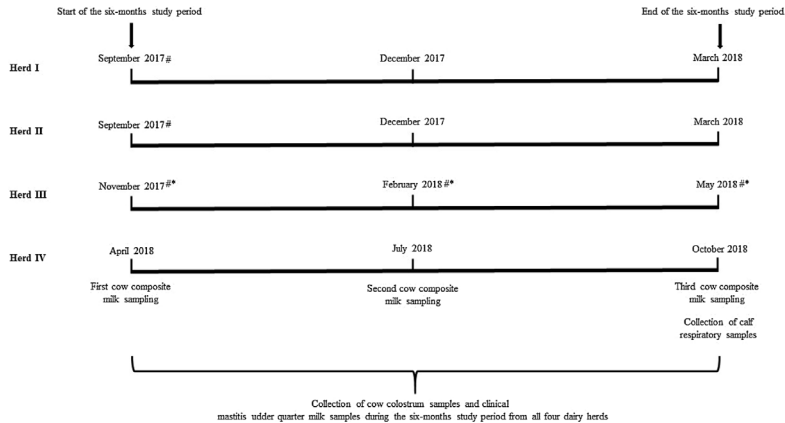 Start of the six-months study period
End of the six-months study period
Herd I
September 2017#
December 2017
March 2018
Herd II
September 2017#
December 2017
March 2018
Herd III
November 2017#*
February 2018#*
May 2018#*
Herd IV
April 2018
July 2018
October 2018
First cow composite
milk sampling
Second cow composite
milk sampling
Third cow composite
milk sampling
Collection of calf
respiratory samples
Collection of cow colostrum samples and clinical
mastitis udder quarter milk samples during the six-months study period from all four dairy herds